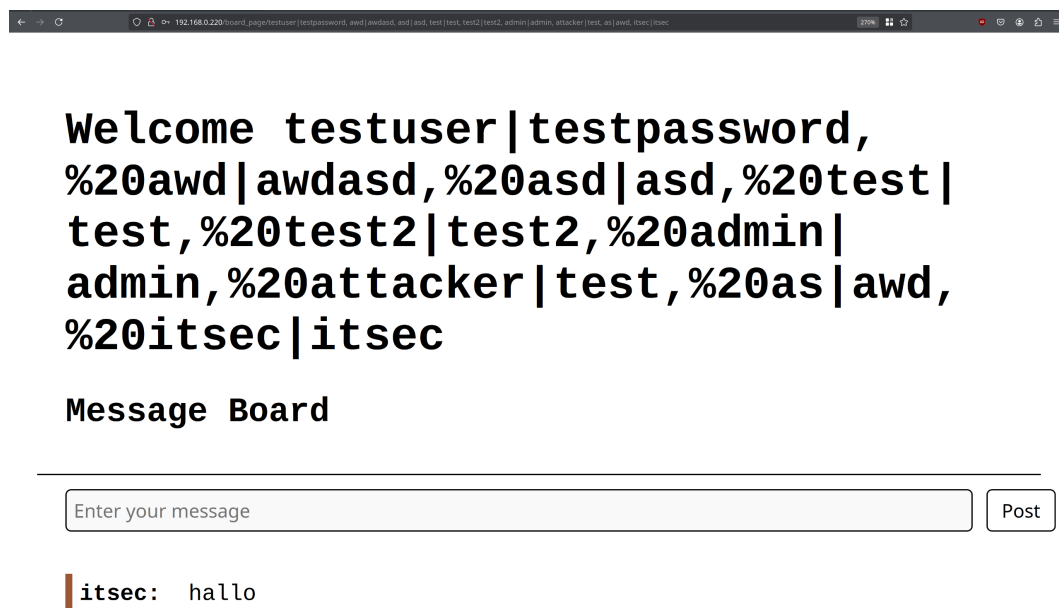 192.168.0.220/board_page/testuser|testpassword, awd|awdasd, asd|asd, test|test, test2|test2, admin|admin, attacker|test, as|awd, itsec|itsec
270%
Welcome testuser|testpassword,
%20awd|awdasd,%20asd|asd,%20test|
test,%20test2|test2,%20admin|
admin,%20attacker|test,%20as|awd,
%20itsec|itsec
Message Board
Enter your message
Post
itsec: hallo